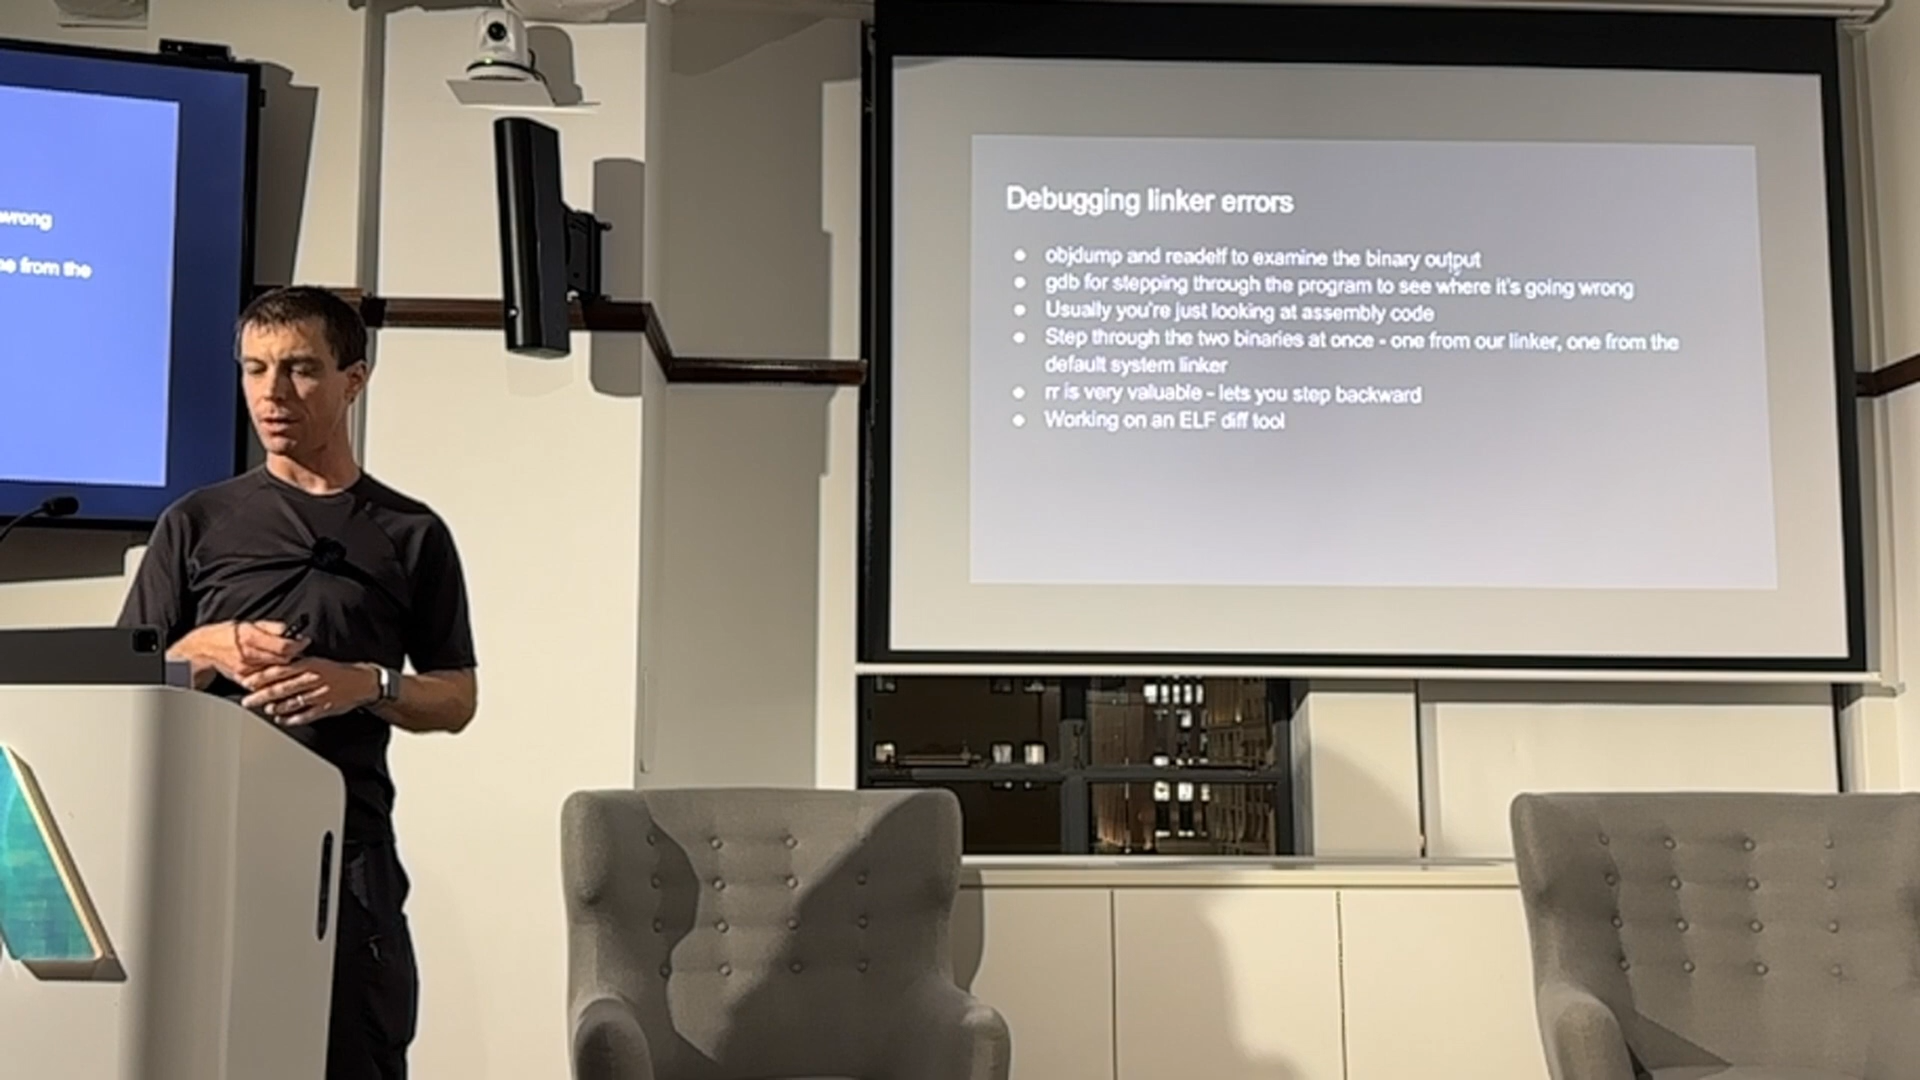 wrong
from the
Debugging linker errors
objdump and readelf to examine the binary output
gdb for stepping through the program to see where it's going wrong
Usually you're just looking at assembly code
Step through the two binaries at once - one from our linker, one from the
default system linker
rr is very valuable - lets you step backward
Working on an ELF diff tool